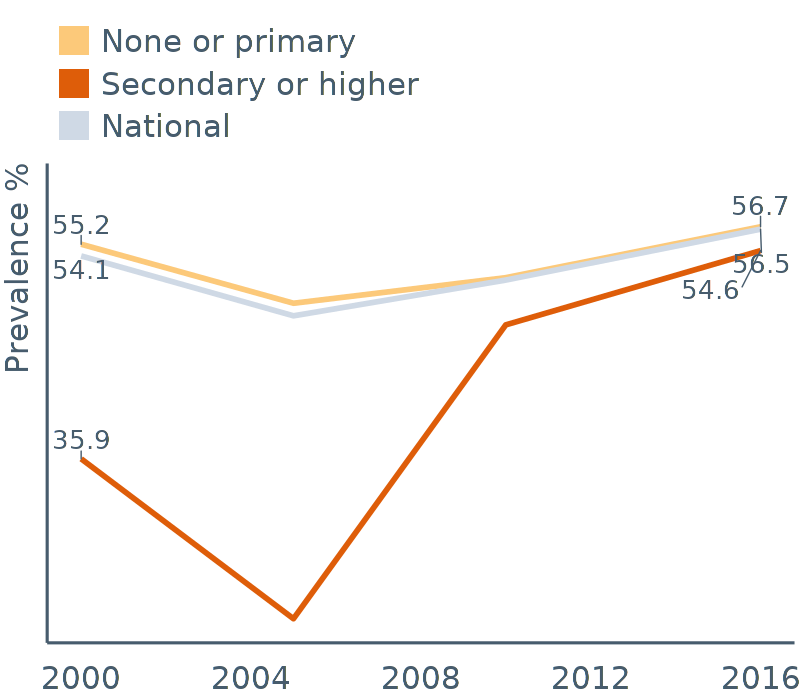 None or primary
Secondary or higher
National
Prevalence %
55.2
54.1
35.9
56.7
56.5
54.6
2000 2004 2008 2012 2016